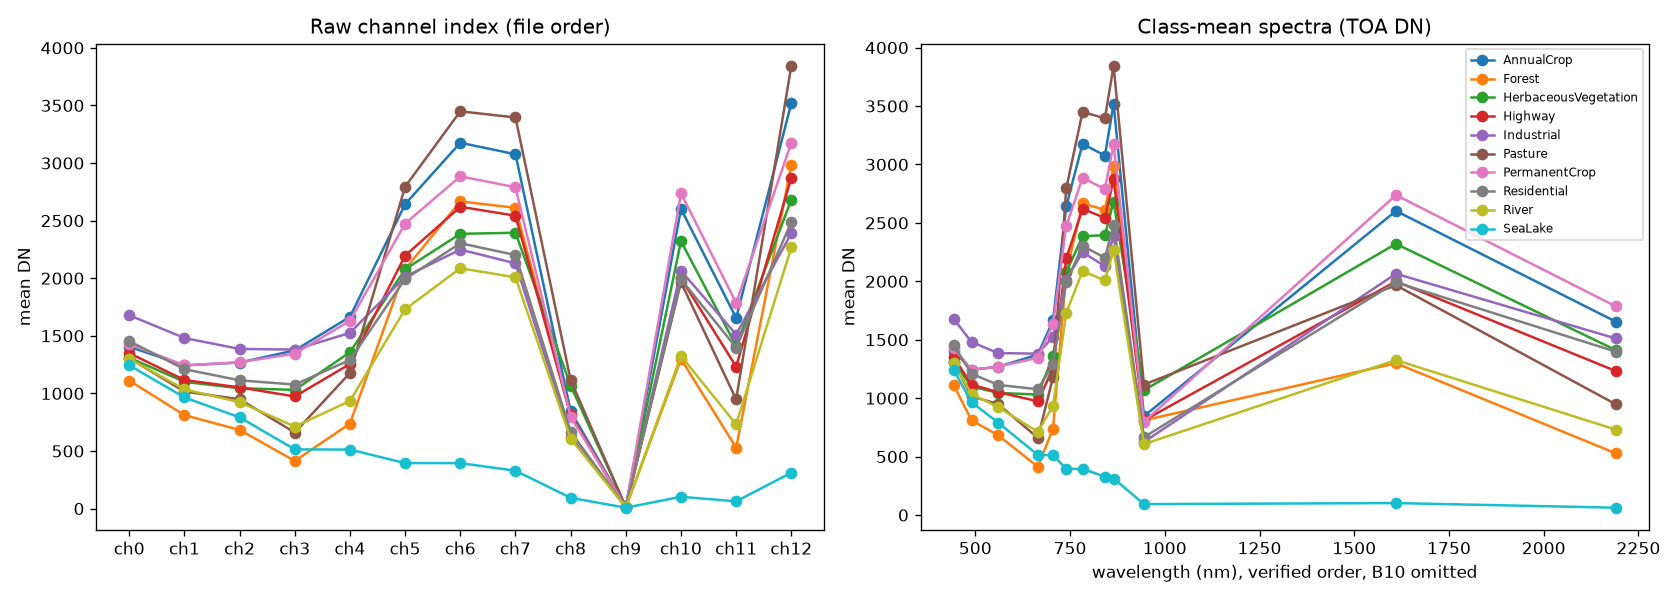 Raw channel index (file order)
4000
3500
3000
2500
2000
1500
1000
500
0
mean DN
ch0 ch1 ch2 ch3 ch4 ch5 ch6 ch7 ch8 ch9 ch10 ch11 ch12
Class-mean spectra (TOA DN)
4000
3500
3000
2500
2000
1500
1000
500
0
mean DN
500 750 1000 1250 1500 1750 2000 2250
wavelength (nm), verified order, B10 omitted
AnnualCrop
Forest
HerbaceousVegetation
Highway
Industrial
Pasture
PermanentCrop
Residential
River
SeaLake